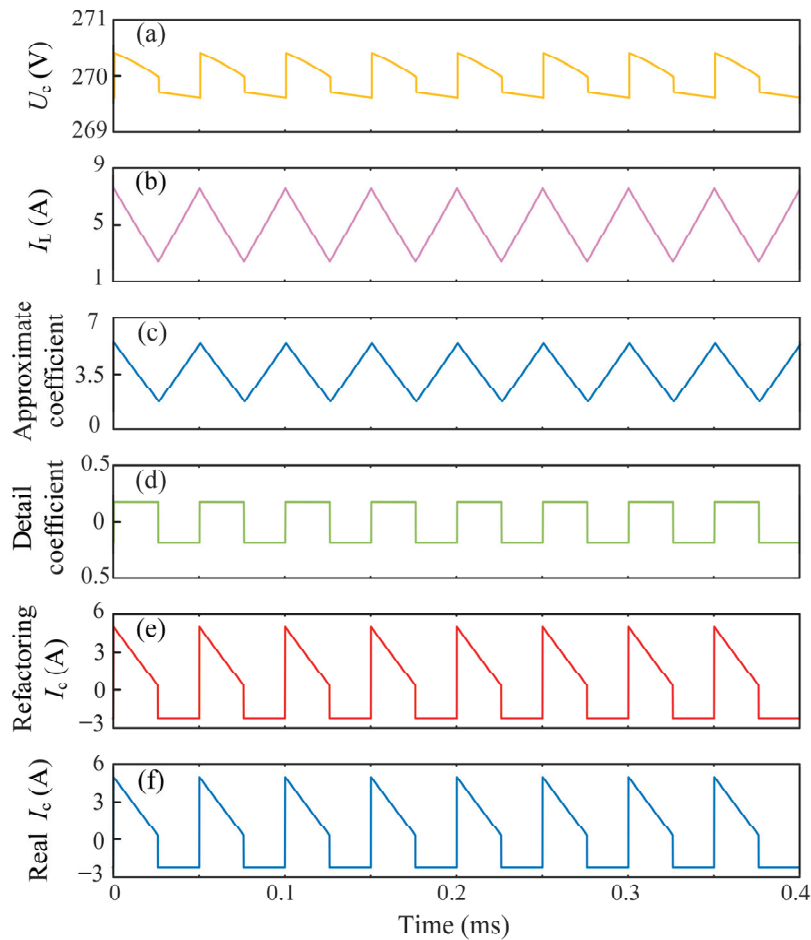 (a)
271
270
269
U_c (V)
(b)
9
5
1
I_L (A)
(c)
7
3.5
0
Approximate
coefficient
(d)
0.5
0
0.5
Detail
coefficient
(e)
6
3
0
−3
Refactoring
I_c (A)
(f)
6
3
0
−3
Real I_c (A)
0 0.1 0.2 0.3 0.4
Time (ms)